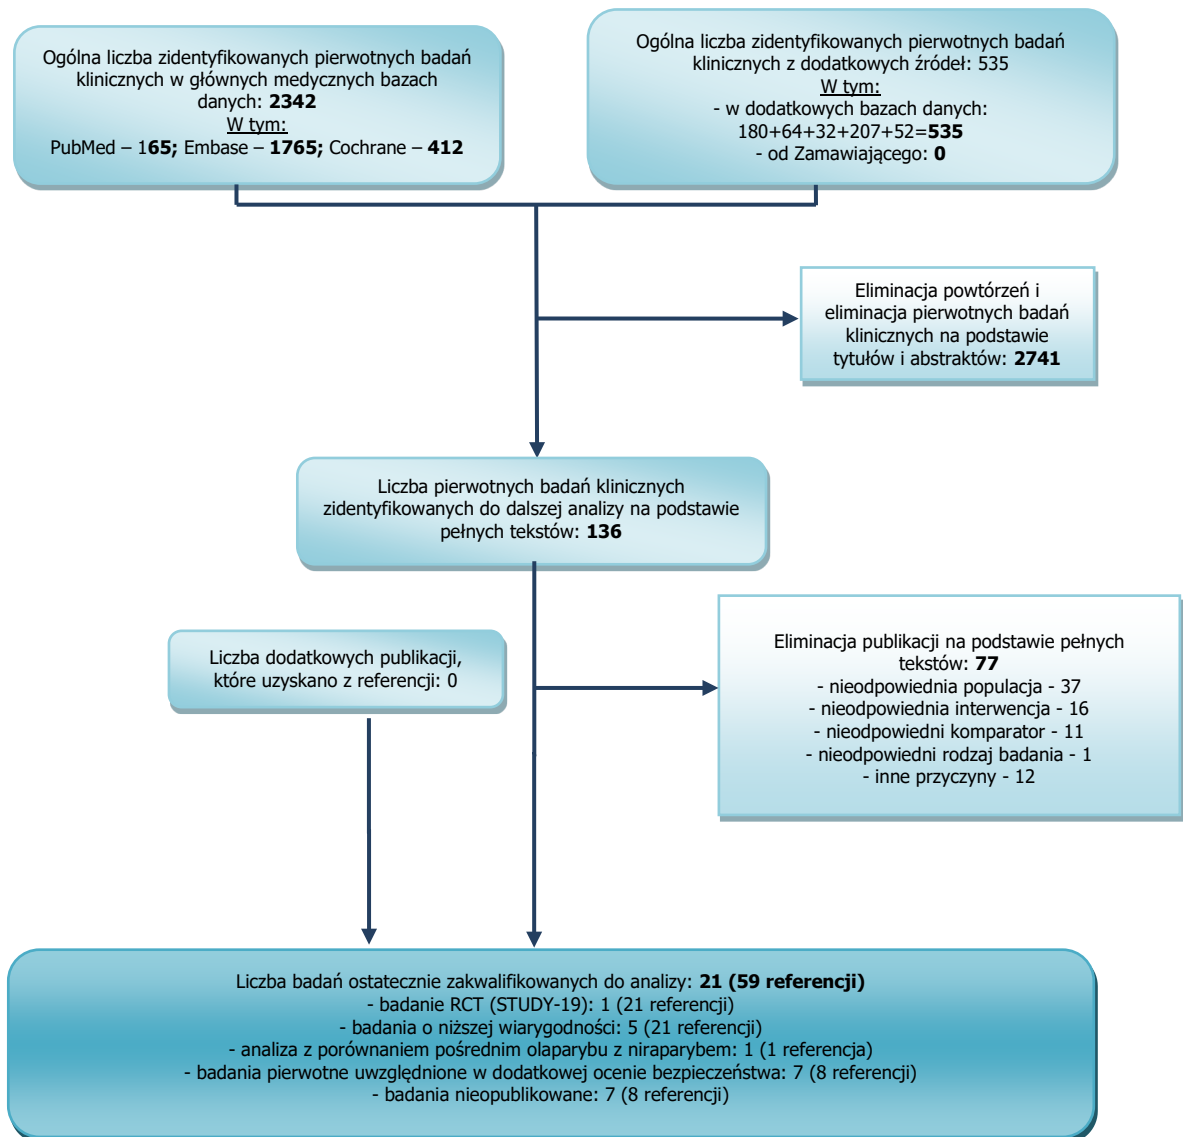 Ogólna liczba zidentyfikowanych pierwotnych badań
klinicznych w głównych medycznych bazach
danych: 2342
W tym:
PubMed – 165; Embase – 1765; Cochrane – 412
Ogólna liczba zidentyfikowanych pierwotnych badań
klinicznych z dodatkowych źródeł: 535
W tym:
- w dodatkowych bazach danych:
180+64+32+207+52=535
- od Zamawiającego: 0
Eliminacja powtórzeń i
eliminacja pierwotnych badań
klinicznych na podstawie
tytułów i abstraktów: 2741
Liczba pierwotnych badań klinicznych
zidentyfikowanych do dalszej analizy na podstawie
pełnych tekstów: 136
Liczba dodatkowych publikacji,
które uzyskano z referencji: 0
Eliminacja publikacji na podstawie pełnych
tekstów: 77
- nieodpowiednia populacja - 37
- nieodpowiednia interwencja - 16
- nieodpowiedni komparator - 11
- nieodpowiedni rodzaj badania - 1
- inne przyczyny - 12
Liczba badań ostatecznie zakwalifikowanych do analizy: 21 (59 referencji)
- badanie RCT (STUDY-19): 1 (21 referencji)
- badania o niższej wiarygodności: 5 (21 referencji)
- analiza z porównaniem pośrednim olaparybu z niraparybem: 1 (1 referencja)
- badania pierwotne uwzględnione w dodatkowej ocenie bezpieczeństwa: 7 (8 referencji)
- badania nieopublikowane: 7 (8 referencji)